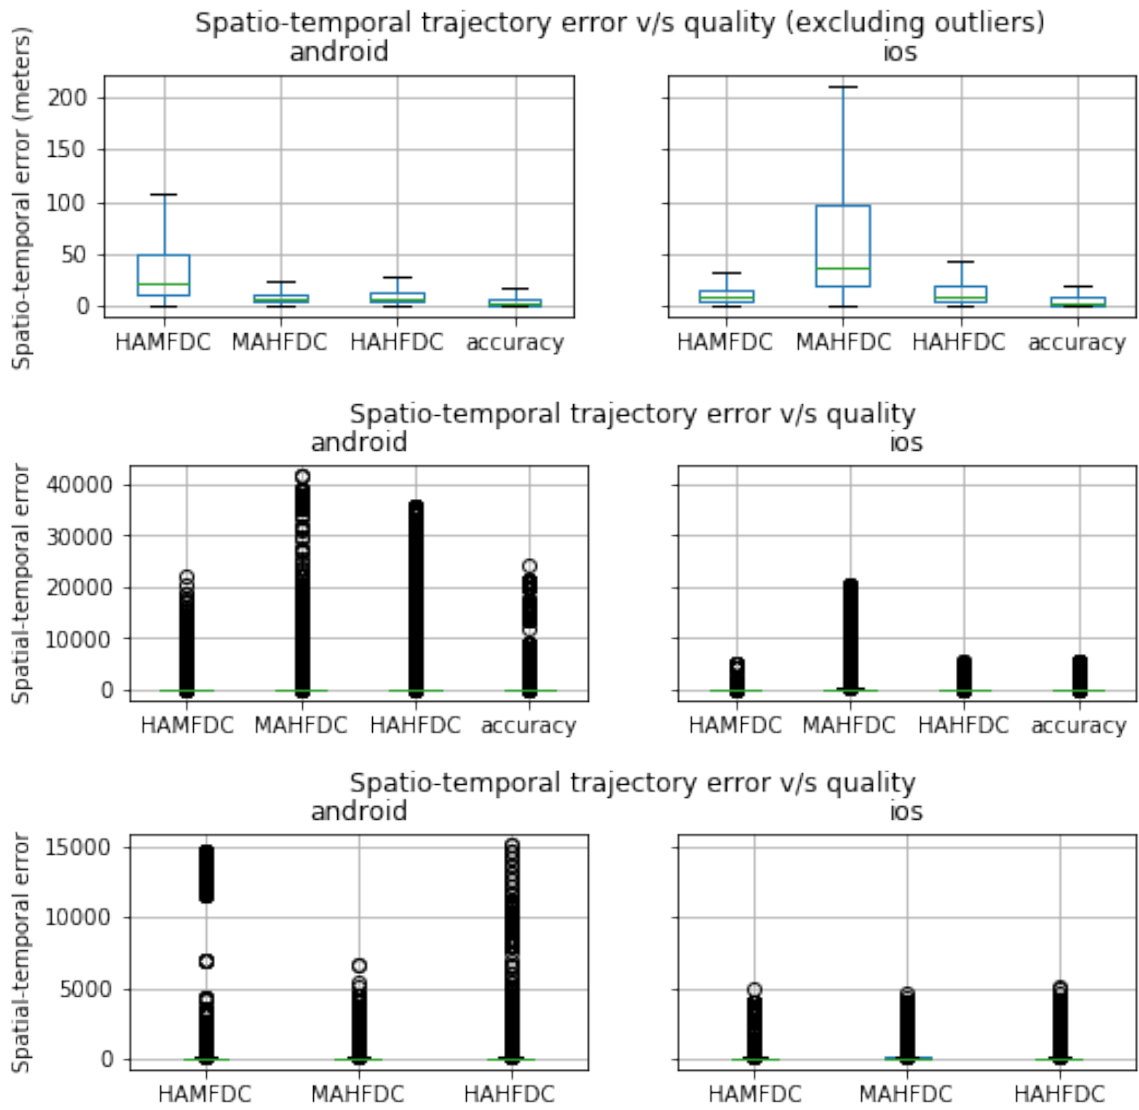 Spatio-temporal trajectory error v/s quality (excluding outliers)
android ios
Spatio-temporal error (meters)
200
150
100
50
0
HAMFDC MAHFDC HAHFDC accuracy HAMFDC MAHFDC HAHFDC accuracy
Spatio-temporal trajectory error v/s quality
android ios
Spatial-temporal error
40000
30000
20000
10000
0
HAMFDC MAHFDC HAHFDC accuracy HAMFDC MAHFDC HAHFDC accuracy
Spatio-temporal trajectory error v/s quality
android ios
Spatial-temporal error
15000
10000
5000
0
HAMFDC MAHFDC HAHFDC HAMFDC MAHFDC HAHFDC